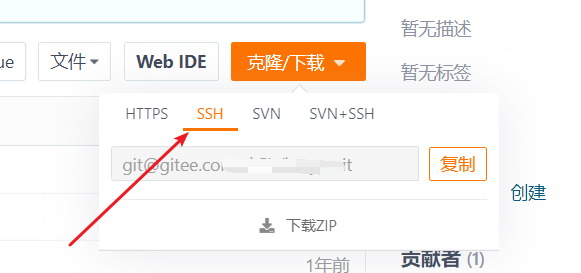 ue 文件 Web IDE 克隆/下载
暂无描述
暂无标签
HTTPS SSH SVN SVN+SSH
git@gitee.co
复制
创建
下载ZIP
1年前
贡献者 (1)